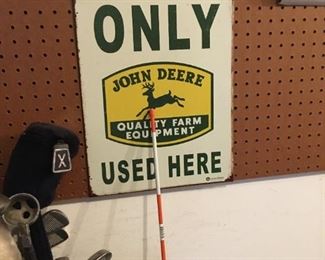 ONLY
JOHN DEERE
QUALITY FARM
EQUIPMENT
USED HERE
X